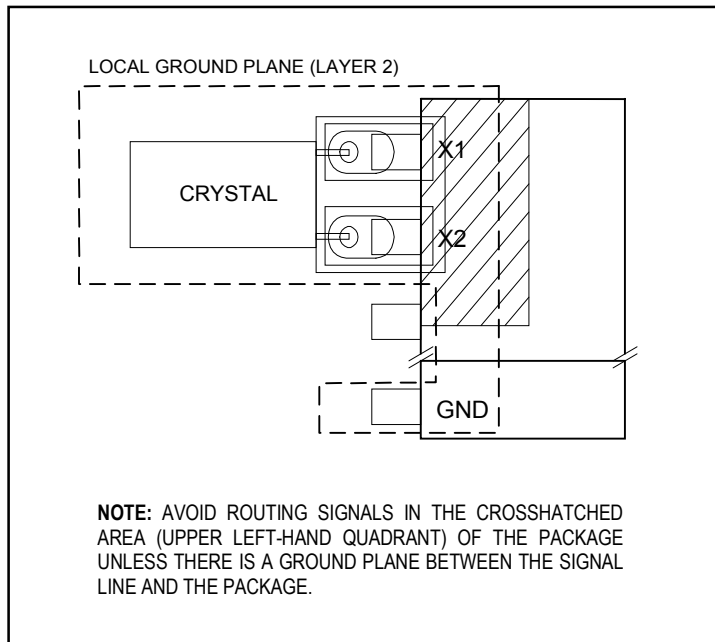 LOCAL GROUND PLANE (LAYER 2)
X1
CRYSTAL
X2
GND
NOTE: AVOID ROUTING SIGNALS IN THE CROSSHATCHED
AREA (UPPER LEFT-HAND QUADRANT) OF THE PACKAGE
UNLESS THERE IS A GROUND PLANE BETWEEN THE SIGNAL
LINE AND THE PACKAGE.